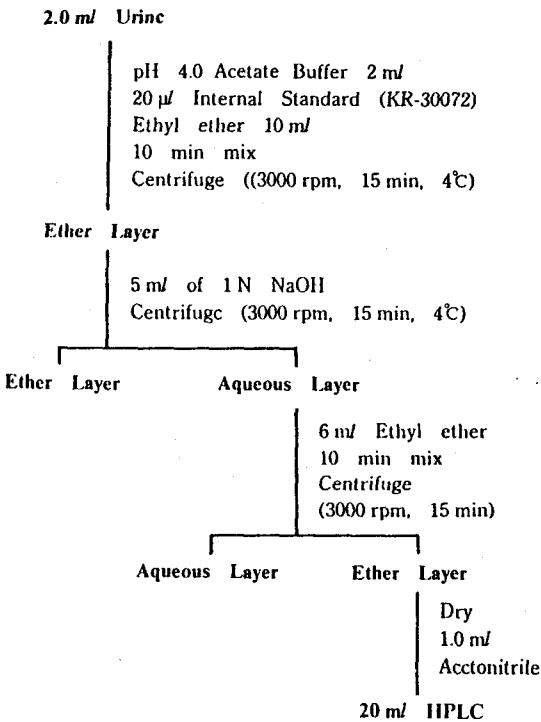 2.0 ml Urine
pH 4.0 Acetate Buffer 2 ml
20 μl Internal Standard (KR-30072)
Ethyl ether 10 ml
10 min mix
Centrifuge ((3000 rpm, 15 min, 4℃)
Ether Layer
5 ml of 1 N NaOH
Centrifuge (3000 rpm, 15 min, 4℃)
Ether Layer Aqueous Layer
6 ml Ethyl ether
10 min mix
Centrifuge
(3000 rpm, 15 min)
Aqueous Layer Ether Layer
Dry
1.0 ml
Acctonitrile
20 ml HPLC